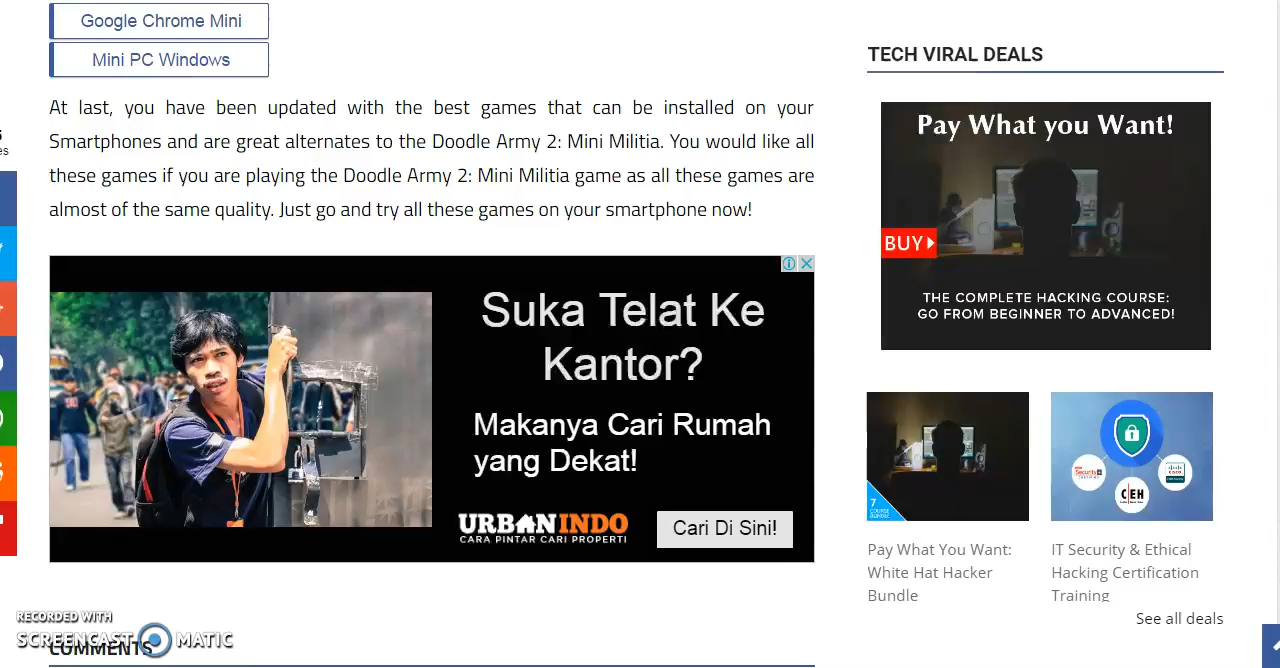 Google Chrome Mini
Mini PC Windows
At last, you have been updated with the best games that can be installed on your
Smartphones and are great alternates to the Doodle Army 2: Mini Militia. You would like all
these games if you are playing the Doodle Army 2: Mini Militia game as all these games are
almost of the same quality. Just go and try all these games on your smartphone now!
Suka Telat Ke
Kantor?
Makanya Cari Rumah
yang Dekat!
URBANINDO
CARA PINTAR CARI PROPERTI
Cari Di Sini!
COMMENTS
RECORDED WITH
SCREENCAST MATIC
TECH VIRAL DEALS
Pay What you Want!
BUY
THE COMPLETE HACKING COURSE:
GO FROM BEGINNER TO ADVANCED!
7
COURSE
BUNDLE
Security+
CISCO
C|EH
Pay What You Want:
White Hat Hacker
Bundle
IT Security & Ethical
Hacking Certification
Training
See all deals